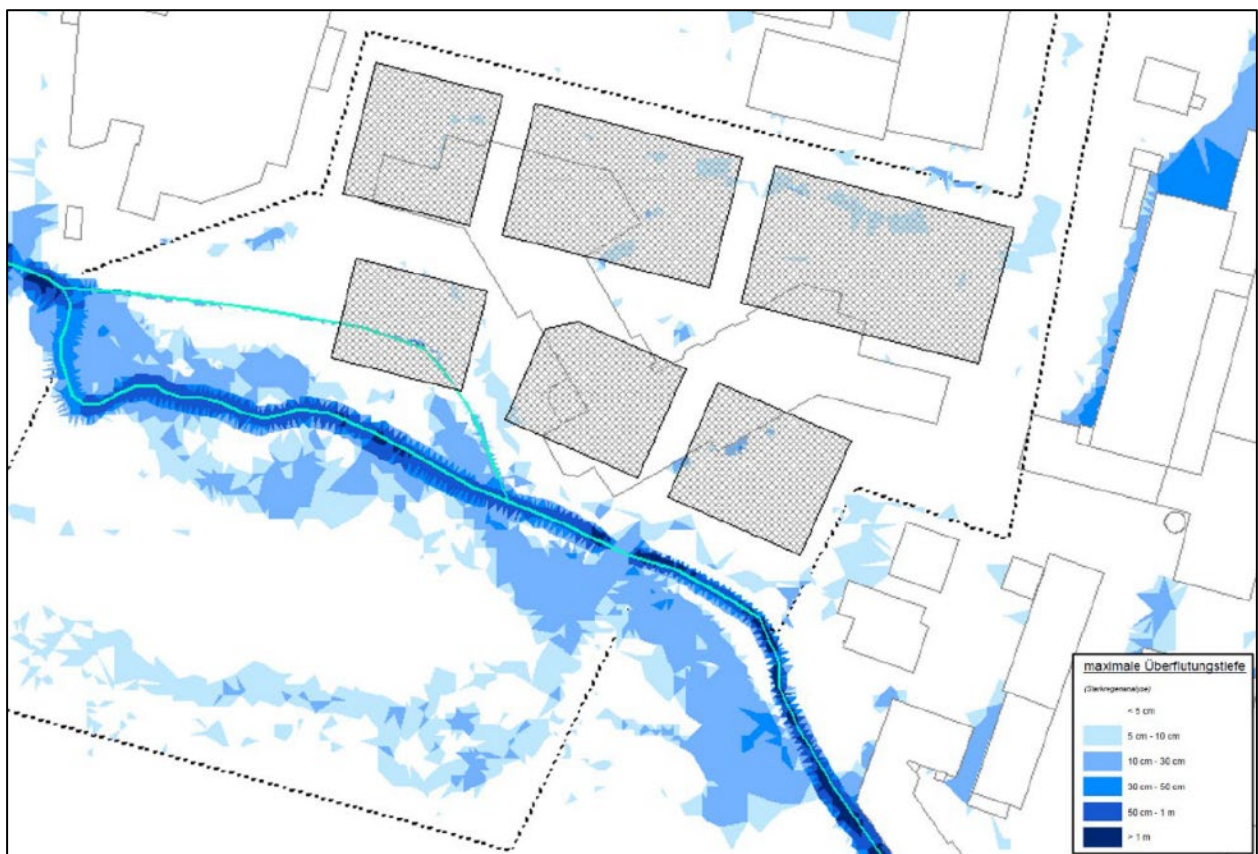 maximale Überflutungstiefe
(Starkregenanalyse)
< 5 cm
5 cm - 10 cm
10 cm - 30 cm
30 cm - 50 cm
50 cm - 1 m
> 1 m